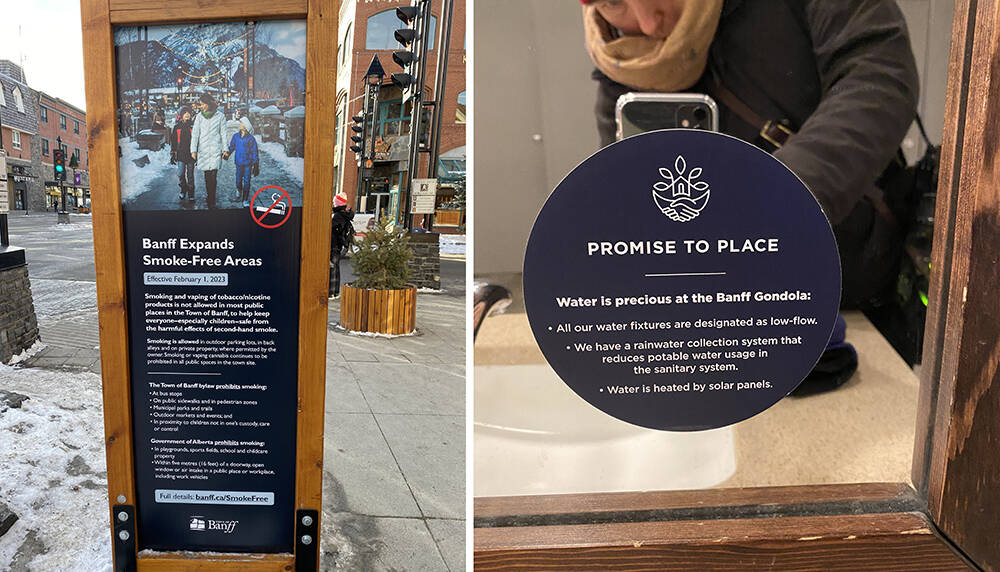 Banff Expands
Smoke-Free Areas
Effective February 1, 2023
Smoking and vaping of tobacco/nicotine
products is not allowed in most public
places in the Town of Banff, to help keep
everyone—especially children—safe from
the harmful effects of second-hand smoke.
Smoking is allowed in outdoor parking lots, in back
alleys and on private property, where permitted by the
owner. Smoking or vaping cannabis continues to be
prohibited in all public spaces in the town site.
The Town of Banff bylaw prohibits smoking:
• At bus stops
• On public sidewalks and in pedestrian zones
• Municipal parks and trails
• Outdoor markets and events; and
• In proximity to children not in one's custody, care
or control
Government of Alberta prohibits smoking:
• In playgrounds, sports fields, school and childcare
property
• Within five metres (16 feet) of a doorway, open
window or air intake in a public place or workplace,
including work vehicles
Full details: banff.ca/SmokeFree
TOWN OF
Banff
PROMISE TO PLACE
Water is precious at the Banff Gondola:
• All our water fixtures are designated as low-flow.
• We have a rainwater collection system that
reduces potable water usage in
the sanitary system.
• Water is heated by solar panels.